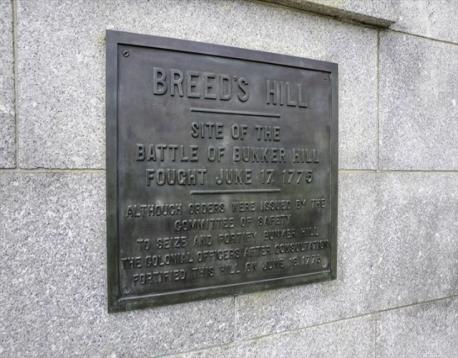 BREED'S HILL
SITE OF THE
BATTLE OF BUNKER HILL
FOUGHT JUNE 17, 1775
ALTHOUGH ORDERS WERE ISSUED BY THE
COMMITTEE OF SAFETY
TO SEIZE AND FORTIFY BUNKER HILL
THE COLONIAL OFFICERS AFTER CONSULTATION
FORTIFIED THIS HILL ON JUNE 16, 1775